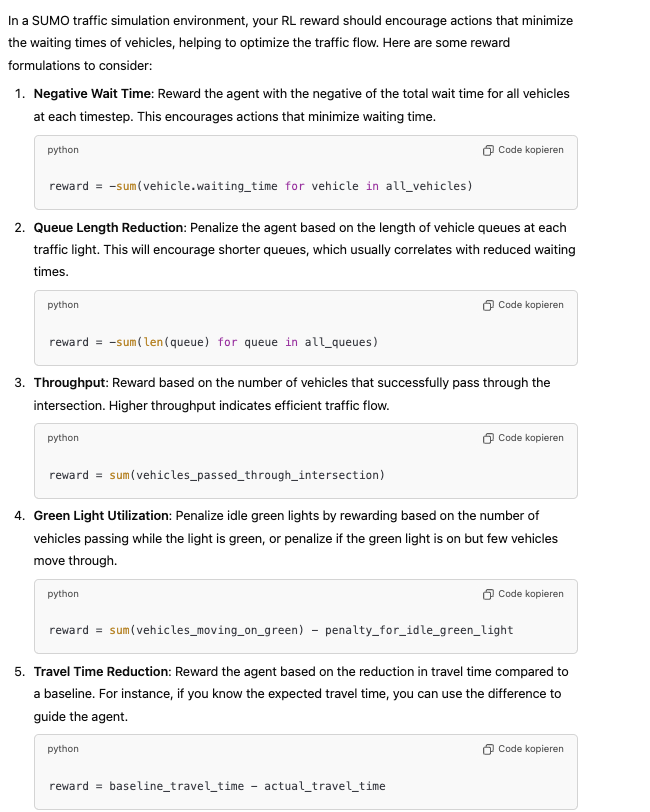 In a SUMO traffic simulation environment, your RL reward should encourage actions that minimize
the waiting times of vehicles, helping to optimize the traffic flow. Here are some reward
formulations to consider:
1. Negative Wait Time: Reward the agent with the negative of the total wait time for all vehicles
at each timestep. This encourages actions that minimize waiting time.
python Code kopieren
reward = -sum(vehicle.waiting_time for vehicle in all_vehicles)
2. Queue Length Reduction: Penalize the agent based on the length of vehicle queues at each
traffic light. This will encourage shorter queues, which usually correlates with reduced waiting
times.
python Code kopieren
reward = -sum(len(queue) for queue in all_queues)
3. Throughput: Reward based on the number of vehicles that successfully pass through the
intersection. Higher throughput indicates efficient traffic flow.
python Code kopieren
reward = sum(vehicles_passed_through_intersection)
4. Green Light Utilization: Penalize idle green lights by rewarding based on the number of
vehicles passing while the light is green, or penalize if the green light is on but few vehicles
move through.
python Code kopieren
reward = sum(vehicles_moving_on_green) - penalty_for_idle_green_light
5. Travel Time Reduction: Reward the agent based on the reduction in travel time compared to
a baseline. For instance, if you know the expected travel time, you can use the difference to
guide the agent.
python Code kopieren
reward = baseline_travel_time - actual_travel_time